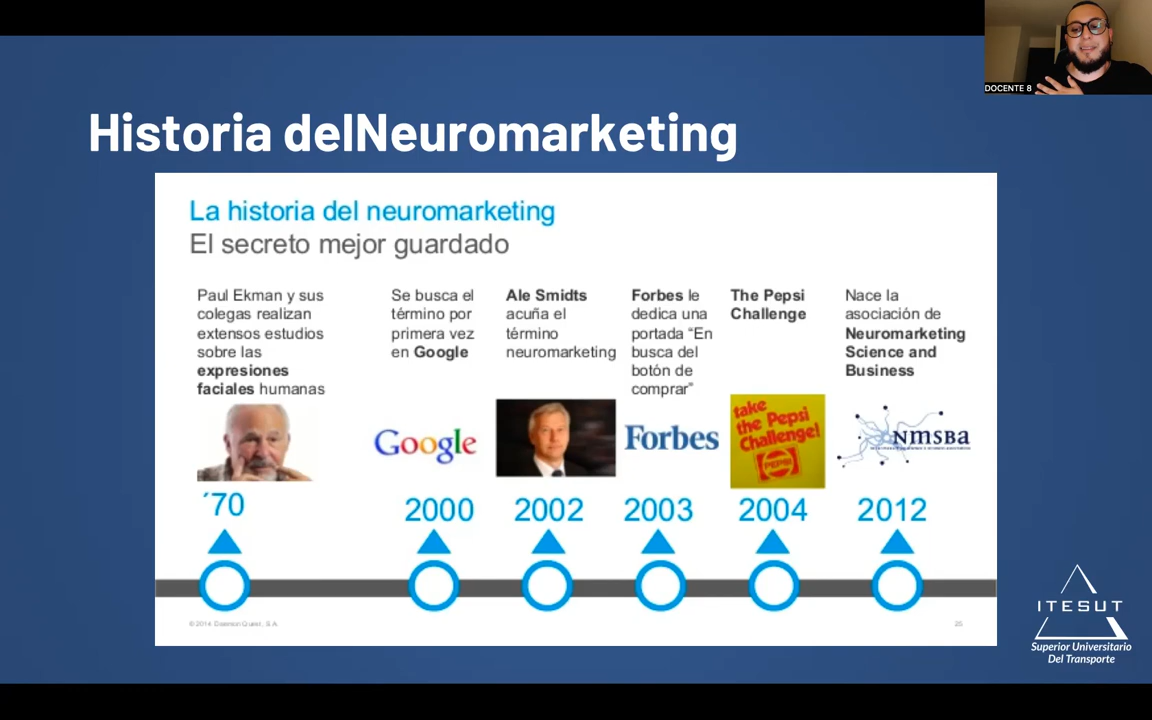 DOCENTE 8
Historia delNeuromarketing
La historia del neuromarketing
El secreto mejor guardado
Paul Ekman y sus
colegas realizan
extensos estudios
sobre las
expresiones
faciales humanas
Se busca el
término por
primera vez
en Google
Ale Smidts
acuña el
término
neuromarketing
Forbes le
dedica una
portada “En
busca del
botón de
comprar”
The Pepsi
Challenge
Nace la
asociación de
Neuromarketing
Science and
Business
Google
Forbes
take
the Pepsi
Challenge!
PEPSI
NMSBA
´70
2000
2002
2003
2004
2012
25
ITESUT
Superior Universitario
Del Transporte